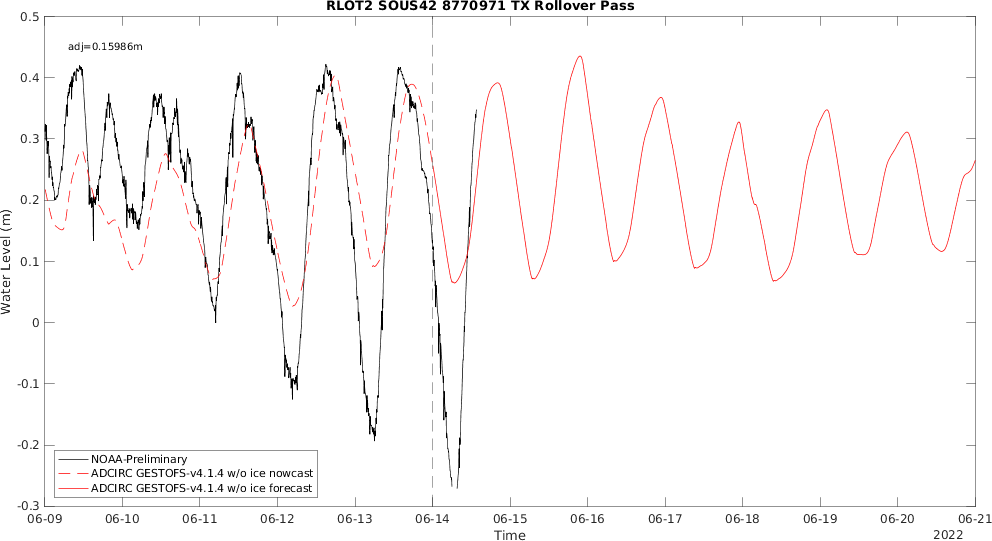 RLOT2 SOUS42 8770971 TX Rollover Pass
adj=0.15986m
0.5
0.4
0.3
0.2
0.1
0
-0.1
-0.2
-0.3
Water Level (m)
NOAA-Preliminary
ADCIRC GESTOFS-v4.1.4 w/o ice nowcast
ADCIRC GESTOFS-v4.1.4 w/o ice forecast
06-09 06-10 06-11 06-12 06-13 06-14 06-15 06-16 06-17 06-18 06-19 06-20 06-21
Time
2022